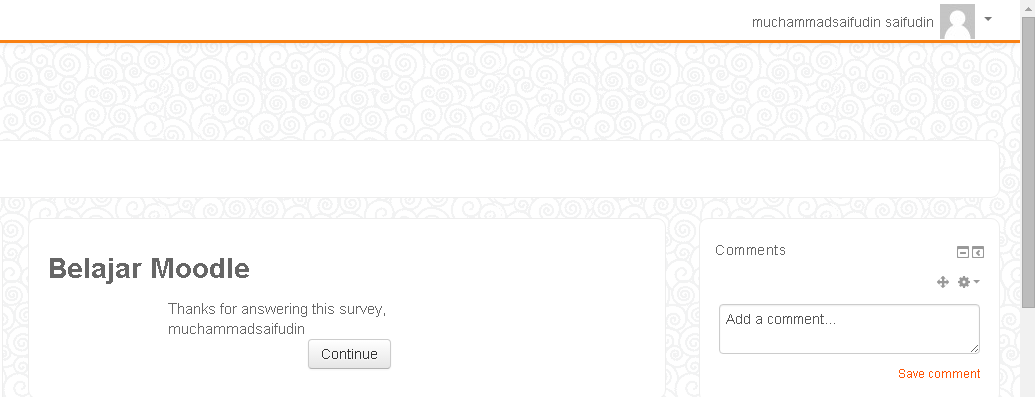 muchammadsaifudin saifudin
Belajar Moodle
Thanks for answering this survey,
muchammadsaifudin
Continue
Comments
Add a comment...
Save comment